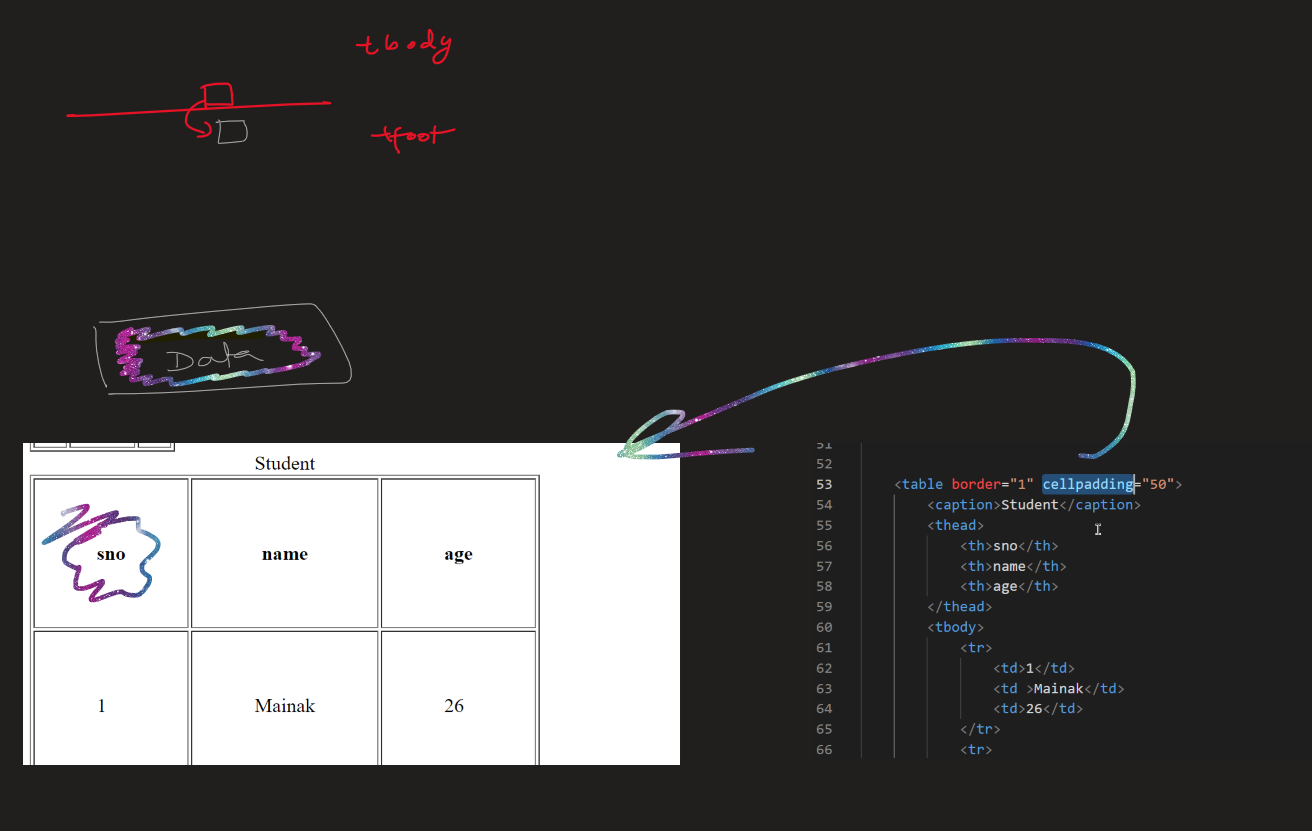 tbody
tfoot
Data
Student
sno name age
1 Mainak 26
51
52
53 <table border="1" cellpadding="50">
54 <caption>Student</caption>
55 <thead>
56 <th>sno</th>
57 <th>name</th>
58 <th>age</th>
59 </thead>
60 <tbody>
61 <tr>
62 <td>1</td>
63 <td >Mainak</td>
64 <td>26</td>
65 </tr>
66 <tr>